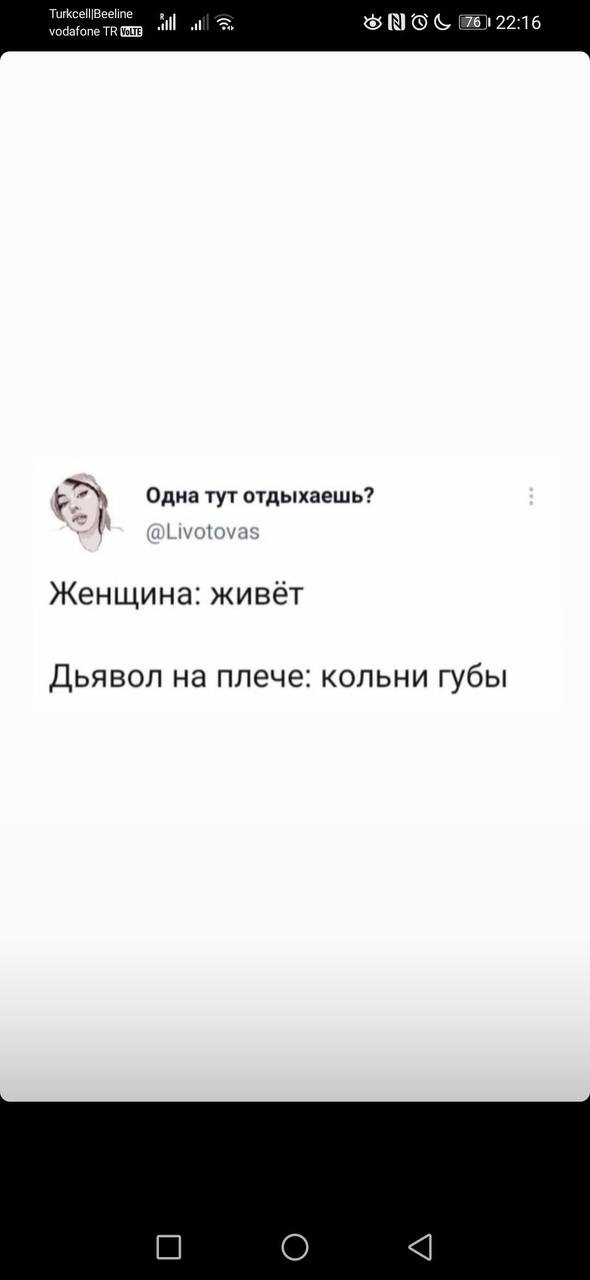 Turkcell|Beeline
vodafone TR VoLTE
R
76
22:16
Одна тут отдыхаешь?
@Livotovas
Женщина: живёт
Дьявол на плече: кольни губы